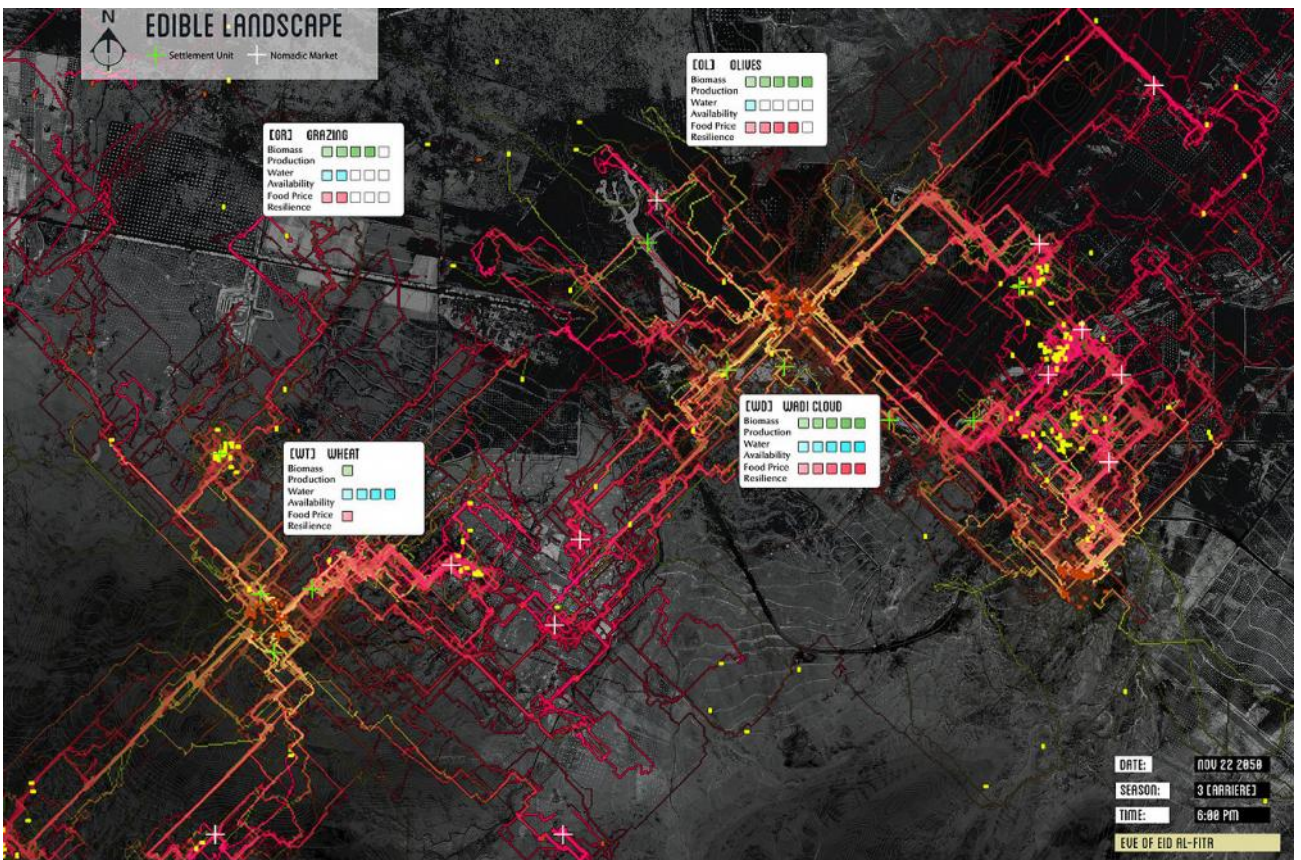 N
EDIBLE LANDSCAPE
Settlement Unit Nomadic Market
[OL] OLIVES
Biomass
Production
Water
Availability
Food Price
Resilience
[GR] GRAZING
Biomass
Production
Water
Availability
Food Price
Resilience
[WD] WADI CLOUD
Biomass
Production
Water
Availability
Food Price
Resilience
[WT] WHEAT
Biomass
Production
Water
Availability
Food Price
Resilience
DATE: NOV 22 2050
SEASON: 3 [ARRIERE]
TIME: 6:00 PM
EVE OF EID AL-FITR